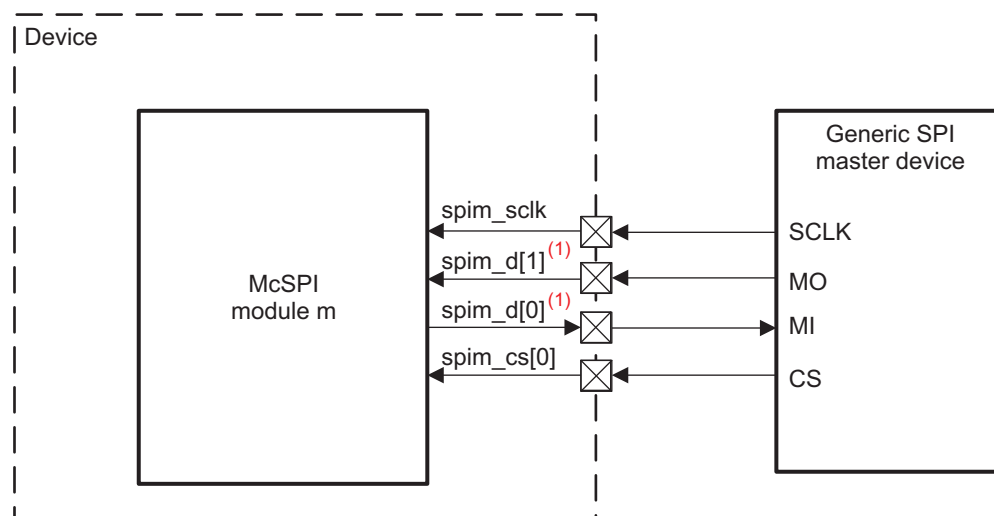 Device
Generic SPI
master device
spim_sclk
SCLK
spim_d[1](1)
MO
McSPI
module m
spim_d[0](1)
MI
spim_cs[0]
CS